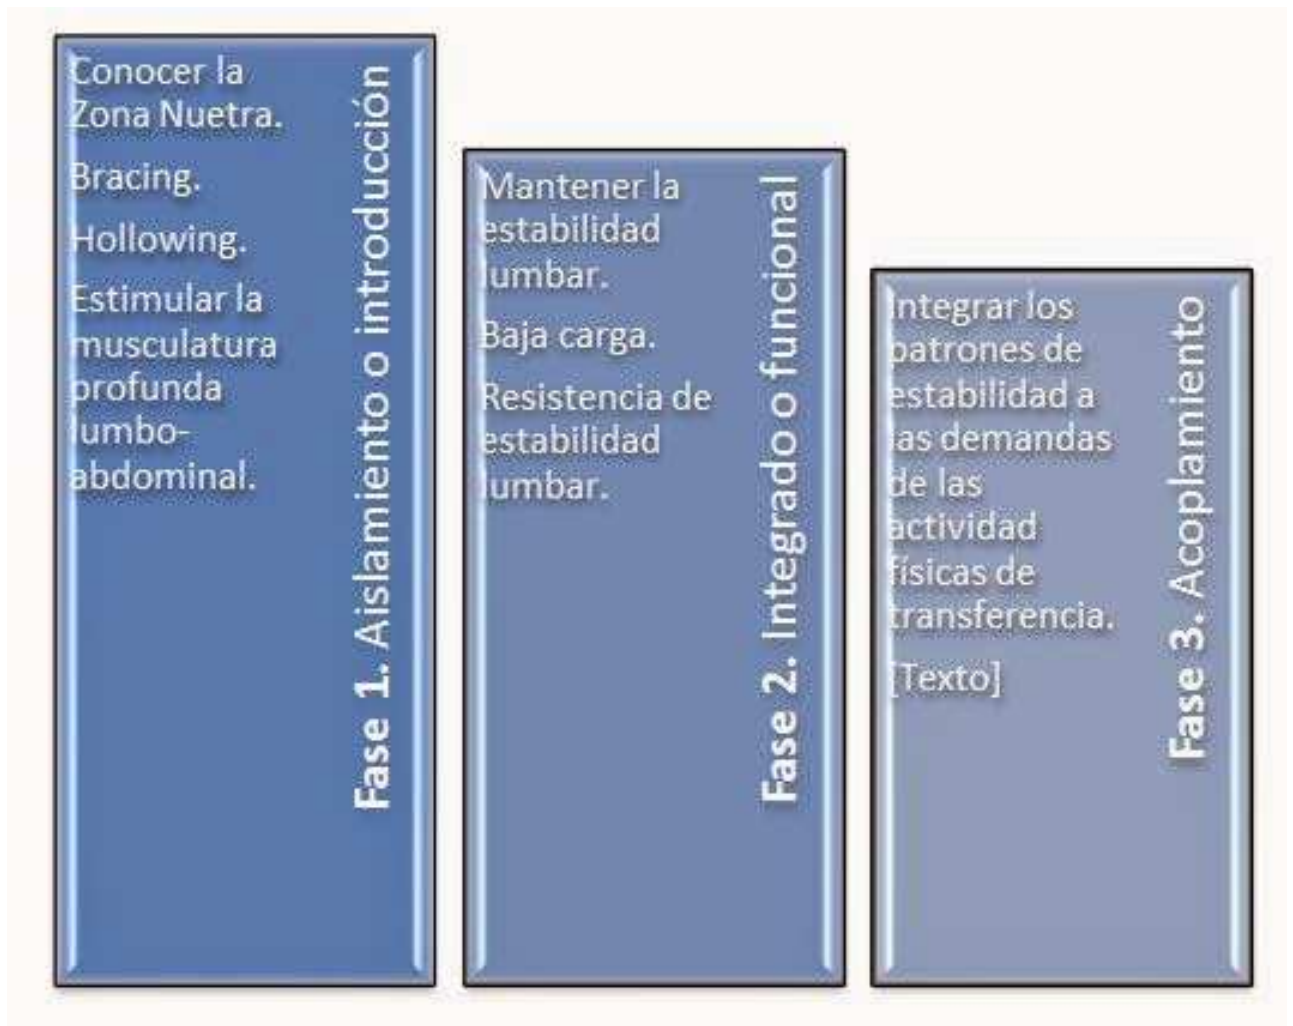 Conocer la
Zona Nuetra.
Bracing.
Hollowing.
Estimular la
musculatura
profunda
lumbo-
abdominal.
Fase 1. Aislamiento o introducción
Mantener la
estabilidad
lumbar.
Baja carga.
Resistencia de
estabilidad
lumbar.
Fase 2. Integrado o funcional
Integrar los
patrones de
estabilidad a
las demandas
de las
actividad
físicas de
transferencia.
[Texto]
Fase 3. Acoplamiento